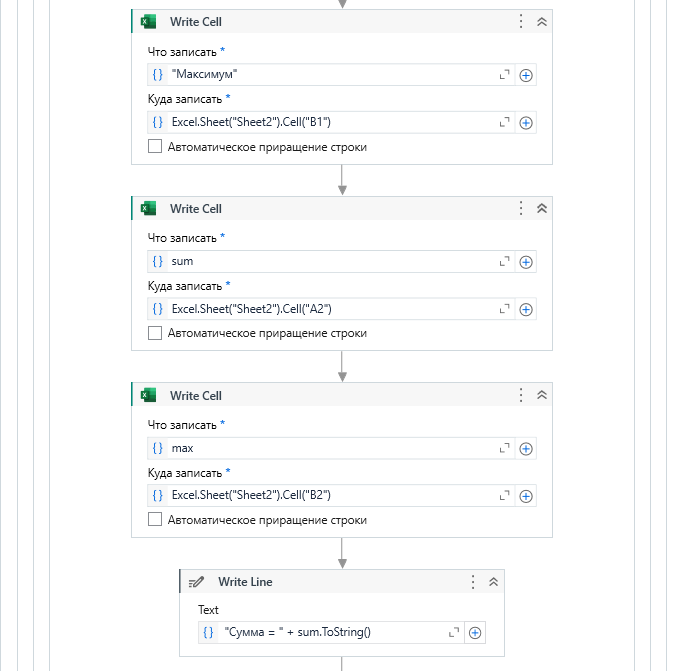 Write Cell
Что записать *
"Максимум"
Куда записать *
Excel.Sheet("Sheet2").Cell("B1")
Автоматическое приращение строки
Write Cell
Что записать *
sum
Куда записать *
Excel.Sheet("Sheet2").Cell("A2")
Автоматическое приращение строки
Write Cell
Что записать *
max
Куда записать *
Excel.Sheet("Sheet2").Cell("B2")
Автоматическое приращение строки
Write Line
Text
"Сумма = " + sum.ToString()